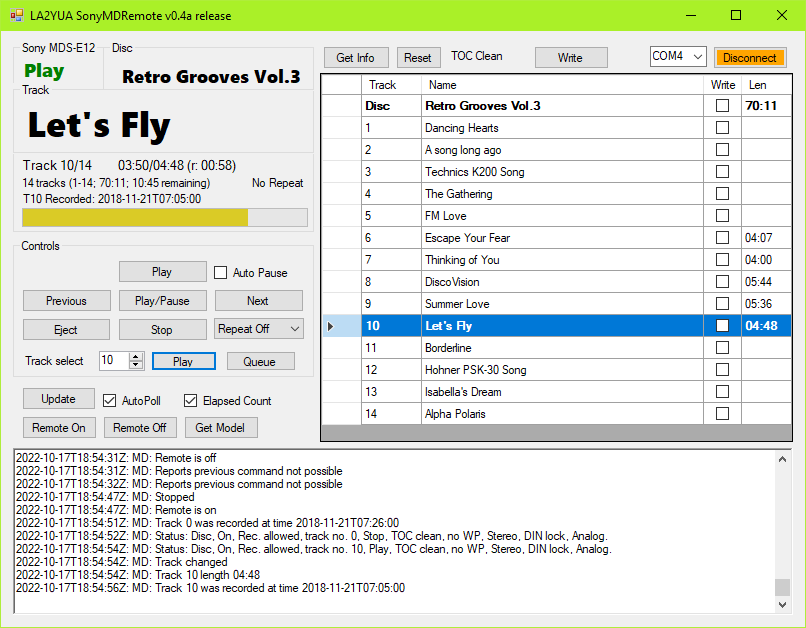 LA2YUA SonyMDRemote v0.4a release
Sony MDS-E12
Disc
Play
Retro Grooves Vol.3
Track
Let's Fly
Track 10/14 03:50/04:48 (r: 00:58)
14 tracks (1-14; 70:11; 10:45 remaining) No Repeat
T10 Recorded: 2018-11-21T07:05:00
Controls
Play
Auto Pause
Previous
Play/Pause
Next
Eject
Stop
Repeat Off
Track select
10
Play
Queue
Update
AutoPoll
Elapsed Count
Remote On
Remote Off
Get Model
Get Info
Reset
TOC Clean
Write
COM4
Disconnect
Track Name Write Len
Disc Retro Grooves Vol.3 70:11
1 Dancing Hearts
2 A song long ago
3 Technics K200 Song
4 The Gathering
5 FM Love
6 Escape Your Fear 04:07
7 Thinking of You 04:00
8 DiscoVision 05:44
9 Summer Love 05:36
10 Let's Fly 04:48
11 Borderline
12 Hohner PSK-30 Song
13 Isabella's Dream
14 Alpha Polaris
2022-10-17T18:54:31Z: MD: Remote is off
2022-10-17T18:54:31Z: MD: Reports previous command not possible
2022-10-17T18:54:32Z: MD: Reports previous command not possible
2022-10-17T18:54:47Z: MD: Stopped
2022-10-17T18:54:47Z: MD: Remote is on
2022-10-17T18:54:51Z: MD: Track 0 was recorded at time 2018-11-21T07:26:00
2022-10-17T18:54:52Z: MD: Status: Disc, On, Rec. allowed, track no. 0, Stop, TOC clean, no WP, Stereo, DIN lock, Analog.
2022-10-17T18:54:54Z: MD: Status: Disc, On, Rec. allowed, track no. 10, Play, TOC clean, no WP, Stereo, DIN lock, Analog.
2022-10-17T18:54:54Z: MD: Track changed
2022-10-17T18:54:54Z: MD: Track 10 length 04:48
2022-10-17T18:54:56Z: MD: Track 10 was recorded at time 2018-11-21T07:05:00